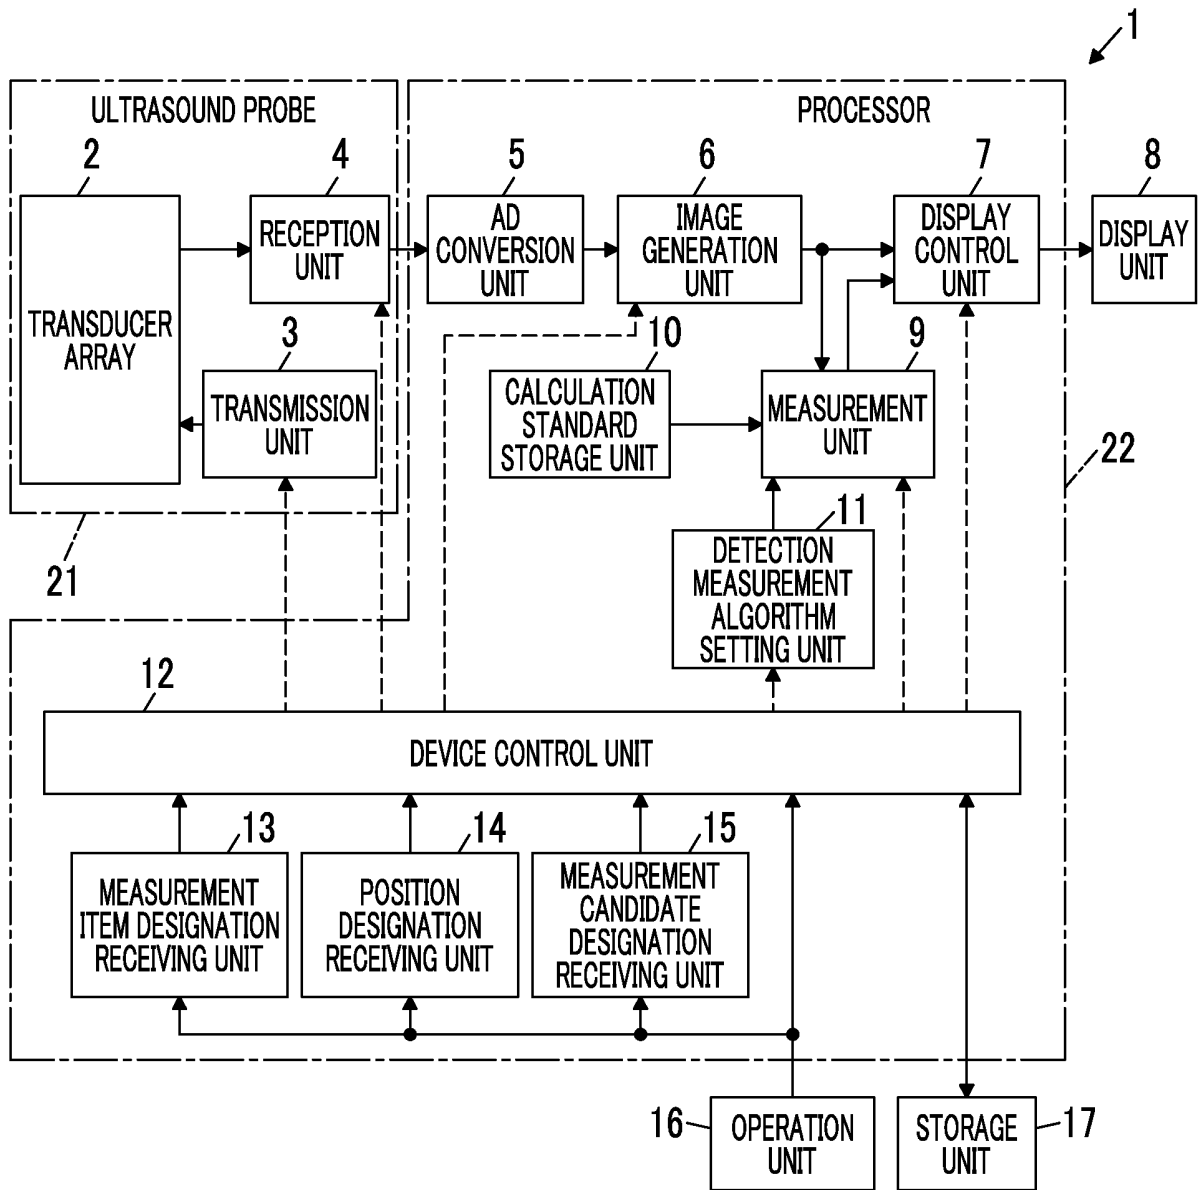 1
ULTRASOUND PROBE
PROCESSOR
2
4
5
6
7
8
TRANSDUCER
ARRAY
RECEPTION
UNIT
AD
CONVERSION
UNIT
IMAGE
GENERATION
UNIT
DISPLAY
CONTROL
UNIT
DISPLAY
UNIT
3
10
9
TRANSMISSION
UNIT
CALCULATION
STANDARD
STORAGE UNIT
MEASUREMENT
UNIT
22
21
11
DETECTION
MEASUREMENT
ALGORITHM
SETTING UNIT
12
DEVICE CONTROL UNIT
13
14
15
MEASUREMENT
ITEM DESIGNATION
RECEIVING UNIT
POSITION
DESIGNATION
RECEIVING UNIT
MEASUREMENT
CANDIDATE
DESIGNATION
RECEIVING UNIT
16
OPERATION
UNIT
STORAGE
UNIT
17